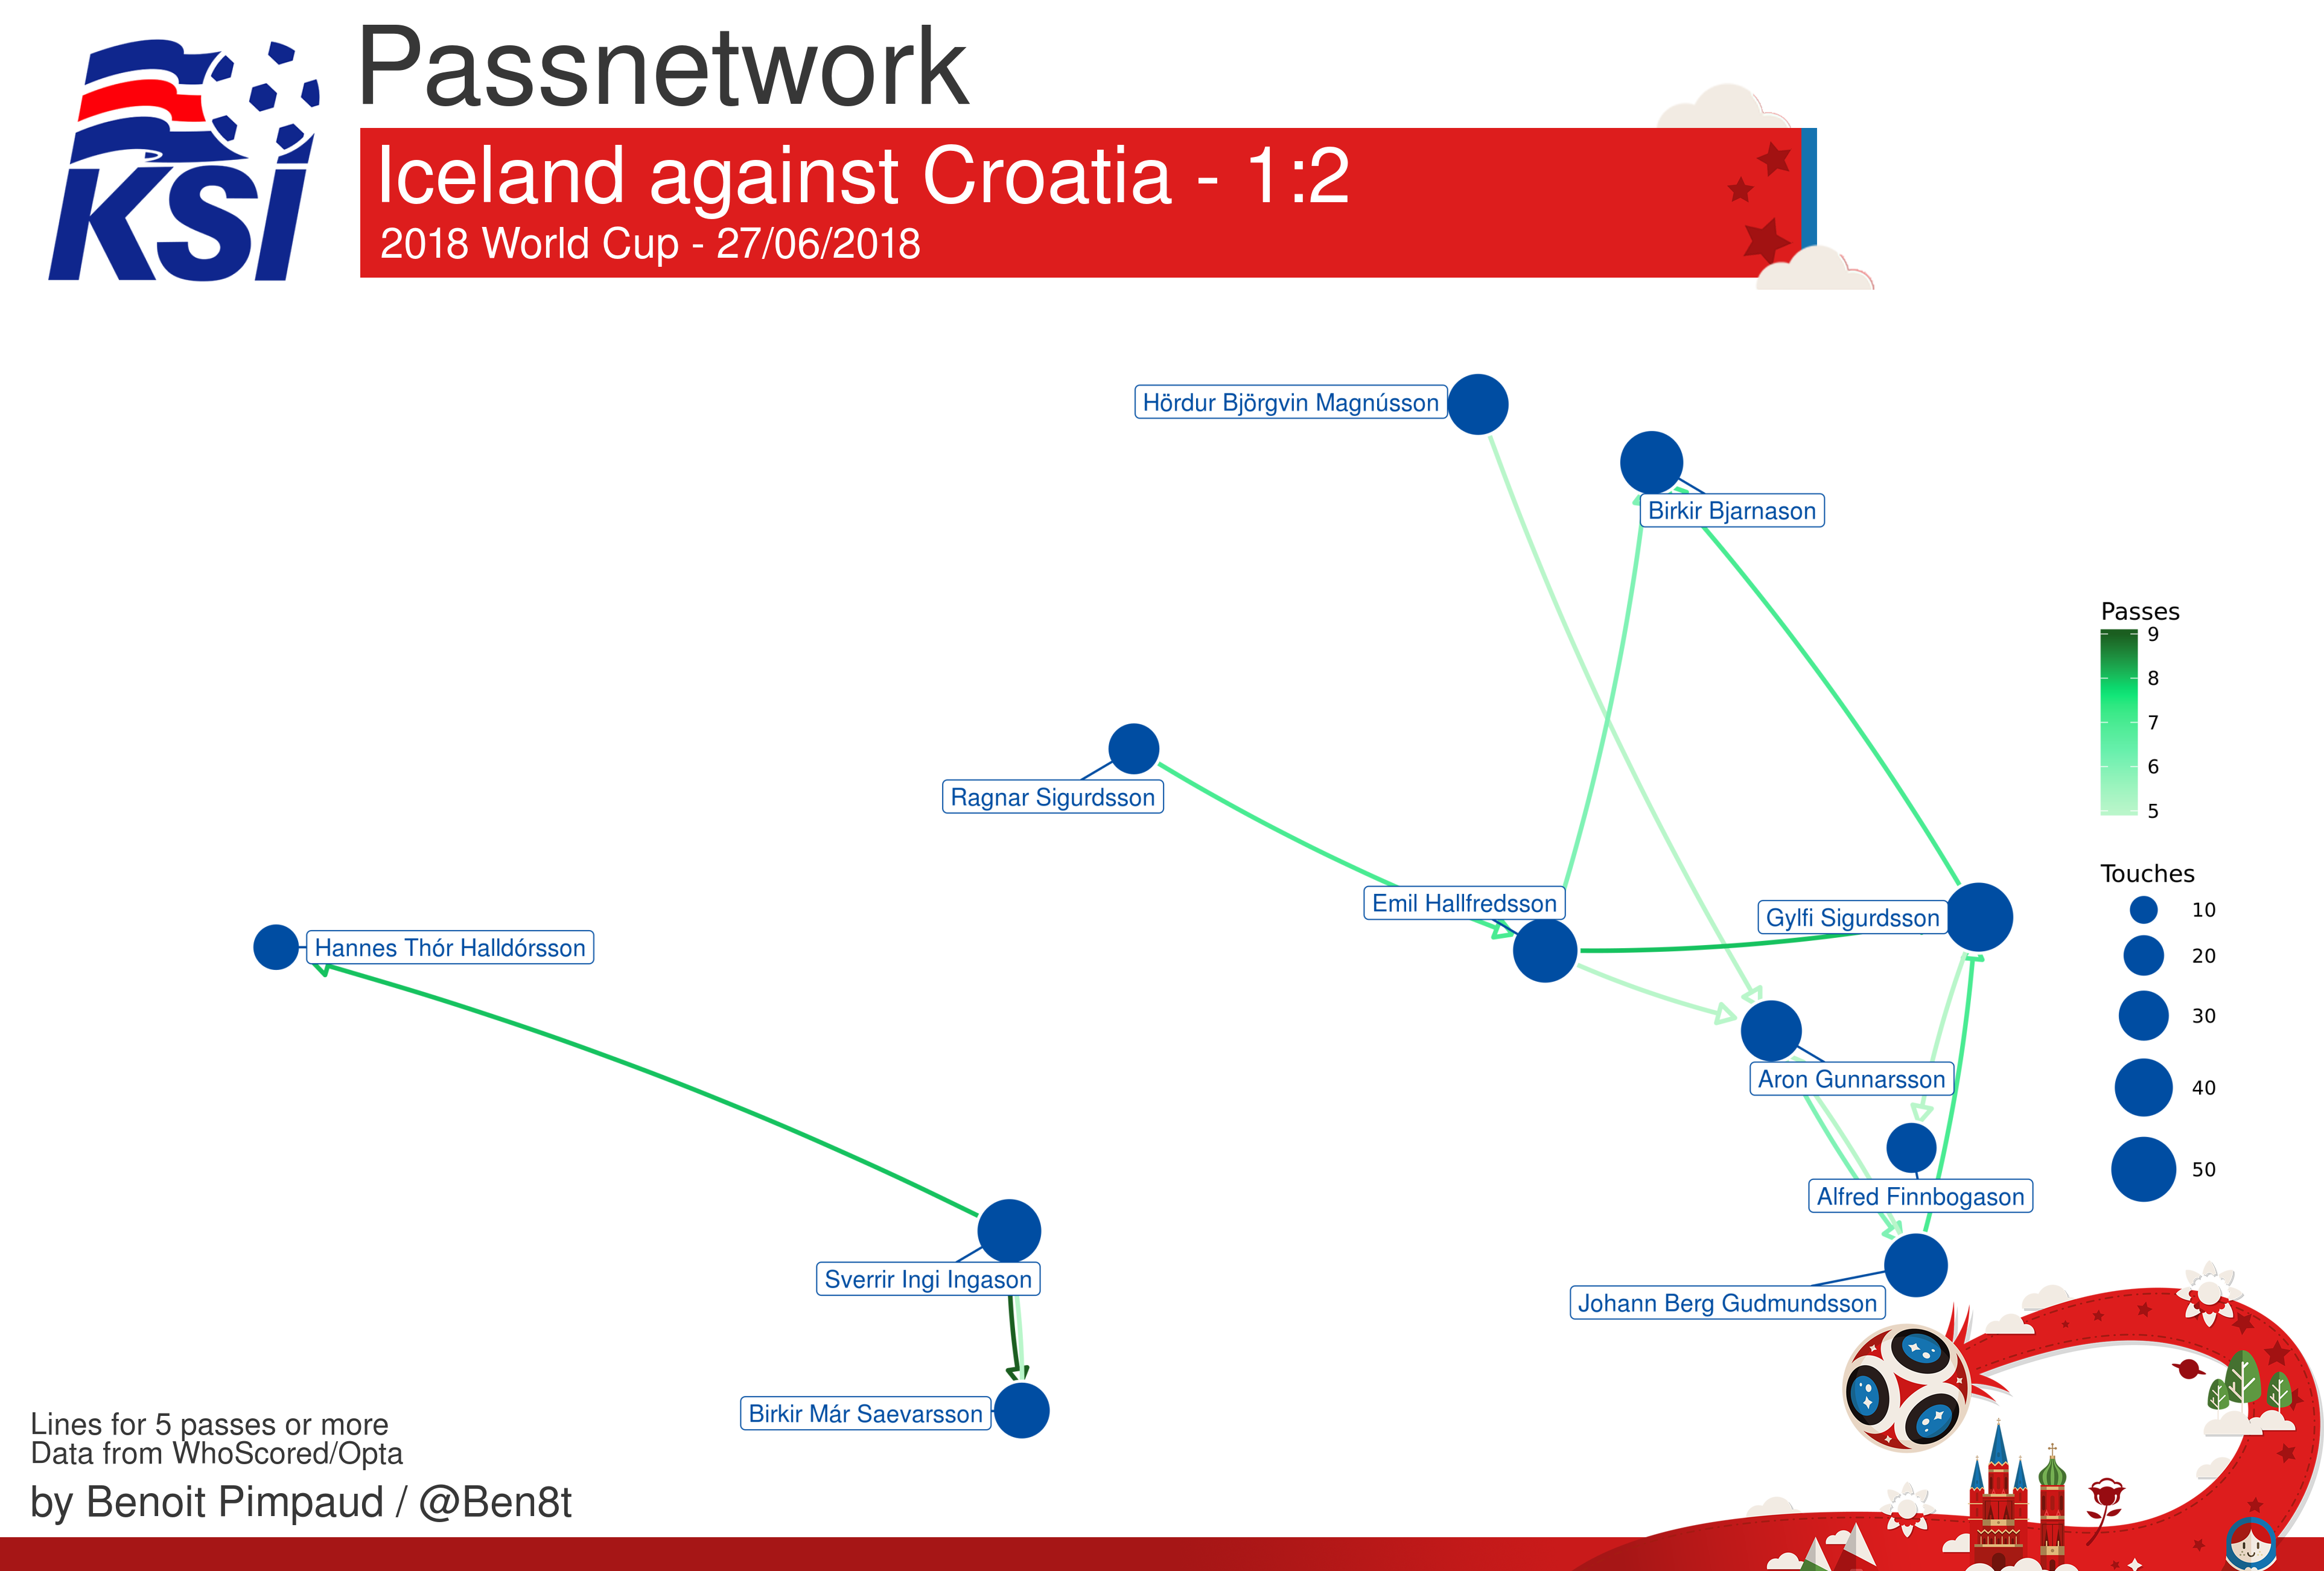 KSÍ
Passnetwork
Iceland against Croatia - 1:2
2018 World Cup - 27/06/2018
Hördur Björgvin Magnússon
Birkir Bjarnason
Passes
9
8
7
6
5
Ragnar Sigurdsson
Emil Hallfredsson
Gylfi Sigurdsson
Hannes Thór Halldórsson
Touches
10
20
30
40
50
Aron Gunnarsson
Alfred Finnbogason
Sverrir Ingi Ingason
Johann Berg Gudmundsson
Birkir Már Saevarsson
Lines for 5 passes or more
Data from WhoScored/Opta
by Benoit Pimpaud / @Ben8t